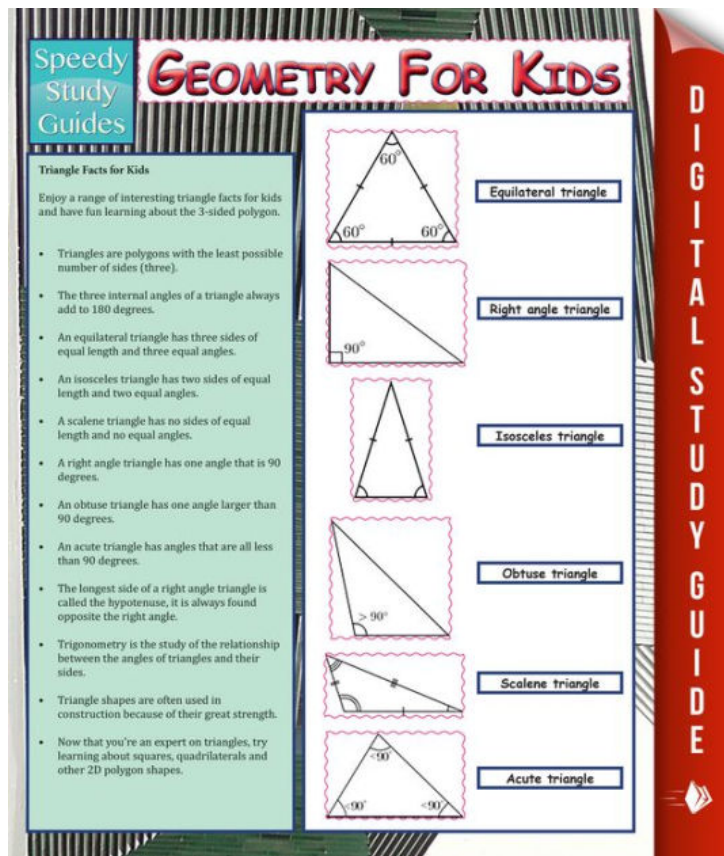 Speedy
Study
Guides
GEOMETRY FOR KIDS
Triangle Facts for Kids
Enjoy a range of interesting triangle facts for kids
and have fun learning about the 3-sided polygon.
• Triangles are polygons with the least possible
number of sides (three).
• The three internal angles of a triangle always
add to 180 degrees.
• An equilateral triangle has three sides of
equal length and three equal angles.
• An isosceles triangle has two sides of equal
length and two equal angles.
• A scalene triangle has no sides of equal
length and no equal angles.
• A right angle triangle has one angle that is 90
degrees.
• An obtuse triangle has one angle larger than
90 degrees.
• An acute triangle has angles that are all less
than 90 degrees.
• The longest side of a right angle triangle is
called the hypotenuse, it is always found
opposite the right angle.
• Trigonometry is the study of the relationship
between the angles of triangles and their
sides.
• Triangle shapes are often used in
construction because of their great strength.
• Now that you're an expert on triangles, try
learning about squares, quadrilaterals and
other 2D polygon shapes.
60°
60° 60°
Equilateral triangle
90°
Right angle triangle
Isosceles triangle
> 90°
Obtuse triangle
Scalene triangle
<90°
<90° <90°
Acute triangle
DIGITAL STUDY GUIDE